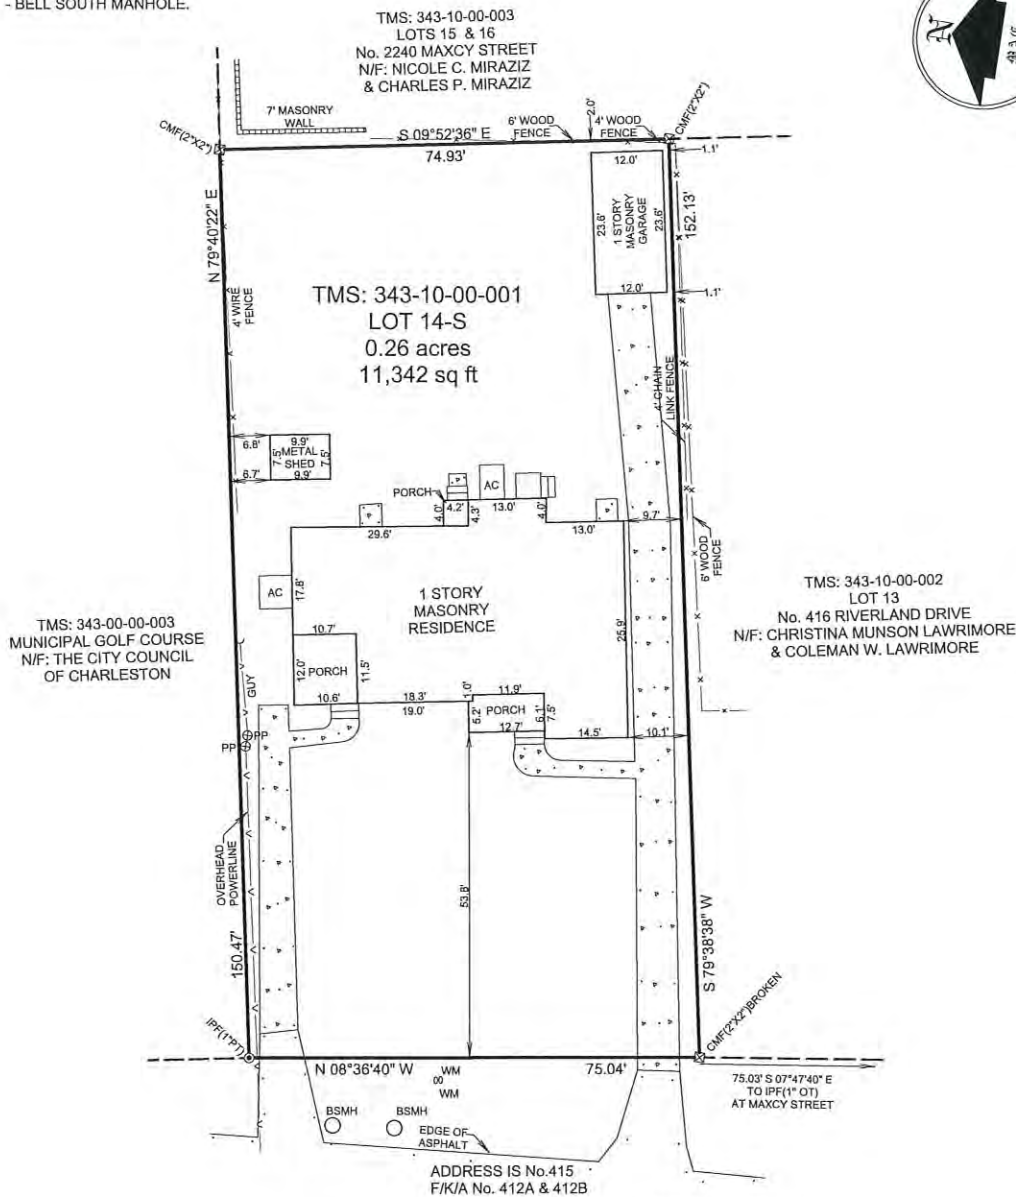 - BELL SOUTH MANHOLE.
TMS: 343-10-00-003
LOTS 15 & 16
No. 2240 MAXCY STREET
N/F: NICOLE C. MIRAZIZ
& CHARLES P. MIRAZIZ
N
7' MASONRY
WALL
CMF(2"X2")
S 09°52'36" E
74.93'
6' WOOD
FENCE
2.0'
4' WOOD
FENCE
CMF(2"X2")
1.1'
12.0'
23.6'
1 STORY
MASONRY
GARAGE
23.6'
12.0'
152.13'
1.1'
N 79°40'22" E
4' WIRE
FENCE
TMS: 343-10-00-001
LOT 14-S
0.26 acres
11,342 sq ft
4' CHAIN
LINK FENCE
6.8'
9.9'
7.5'
METAL
SHED
7.5'
6.7'
9.9'
PORCH
AC
4.0'
4.2'
4.3'
13.0'
4.0'
29.6'
13.0'
9.7'
6' WOOD
FENCE
AC
17.8'
1 STORY
MASONRY
RESIDENCE
25.9'
TMS: 343-10-00-002
LOT 13
No. 416 RIVERLAND DRIVE
N/F: CHRISTINA MUNSON LAWRIMORE
& COLEMAN W. LAWRIMORE
TMS: 343-00-00-003
MUNICIPAL GOLF COURSE
N/F: THE CITY COUNCIL
OF CHARLESTON
10.7'
12.0'
PORCH
11.5'
10.6'
18.3'
19.0'
1.0'
11.9'
5.2'
PORCH
6.1'
7.5'
12.7'
14.5'
10.1'
GUY
PP
PP
OVERHEAD
POWERLINE
53.8'
150.47'
S 79°38'38" W
IPF(1"PT)
CMF(2"X2")BROKEN
N 08°36'40" W
75.04'
WM
WM
75.03' S 07°47'40" E
TO IPF(1" OT)
AT MAXCY STREET
BSMH
BSMH
EDGE OF
ASPHALT
ADDRESS IS No.415
F/K/A No. 412A & 412B